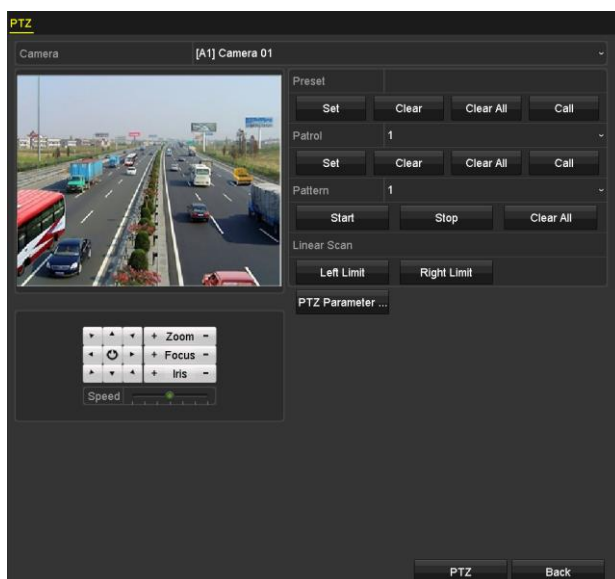 PTZ
Camera [A1] Camera 01
Preset
Set Clear Clear All Call
Patrol 1
Set Clear Clear All Call
Pattern 1
Start Stop Clear All
Linear Scan
Left Limit Right Limit
PTZ Parameter ...
+ Zoom -
+ Focus -
+ Iris -
Speed
PTZ Back